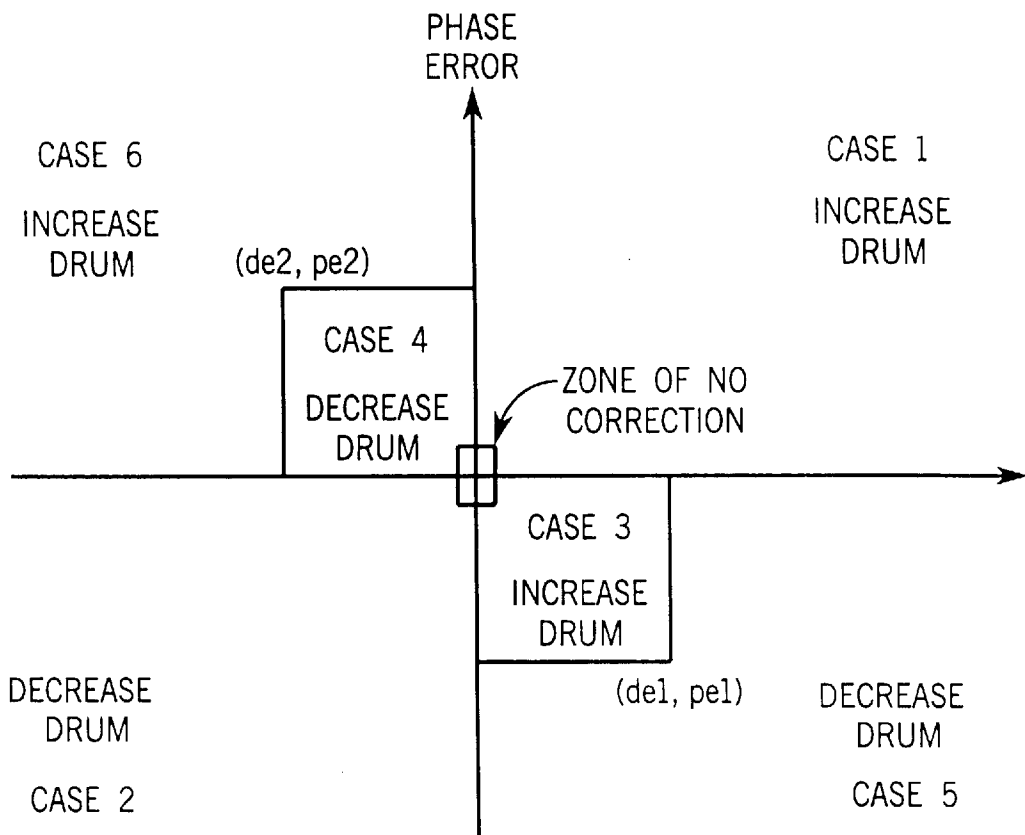 PHASE
ERROR
CASE 6
INCREASE
DRUM
CASE 1
INCREASE
DRUM
(de2, pe2)
CASE 4
DECREASE
DRUM
ZONE OF NO
CORRECTION
CASE 3
INCREASE
DRUM
(de1, pe1)
DECREASE
DRUM
CASE 2
DECREASE
DRUM
CASE 5